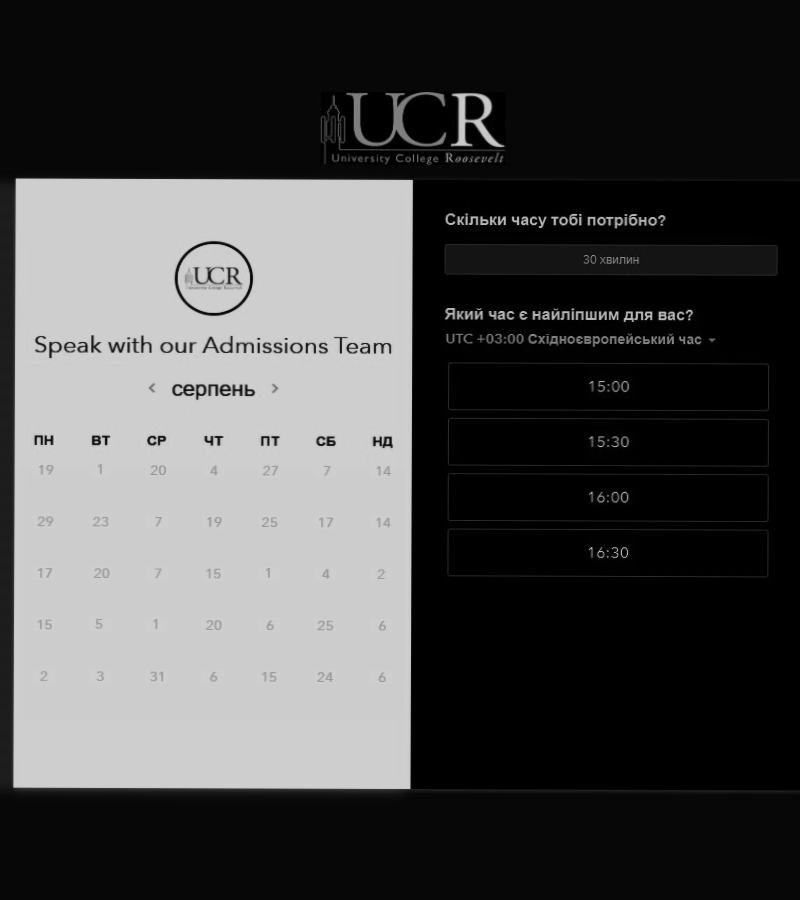 UCR
University College Roosevelt
UCR
University College Roosevelt
Speak with our Admissions Team
серпень
ПН ВТ СР ЧТ ПТ СБ НД
19 1 20 4 27 7 14
29 23 7 19 25 17 14
17 20 7 15 1 4 2
15 5 1 20 6 25 6
2 3 31 6 15 24 6
Скільки часу тобі потрібно?
30 хвилин
Який час є найліпшим для вас?
UTC +03:00 Східноєвропейський час
15:00
15:30
16:00
16:30